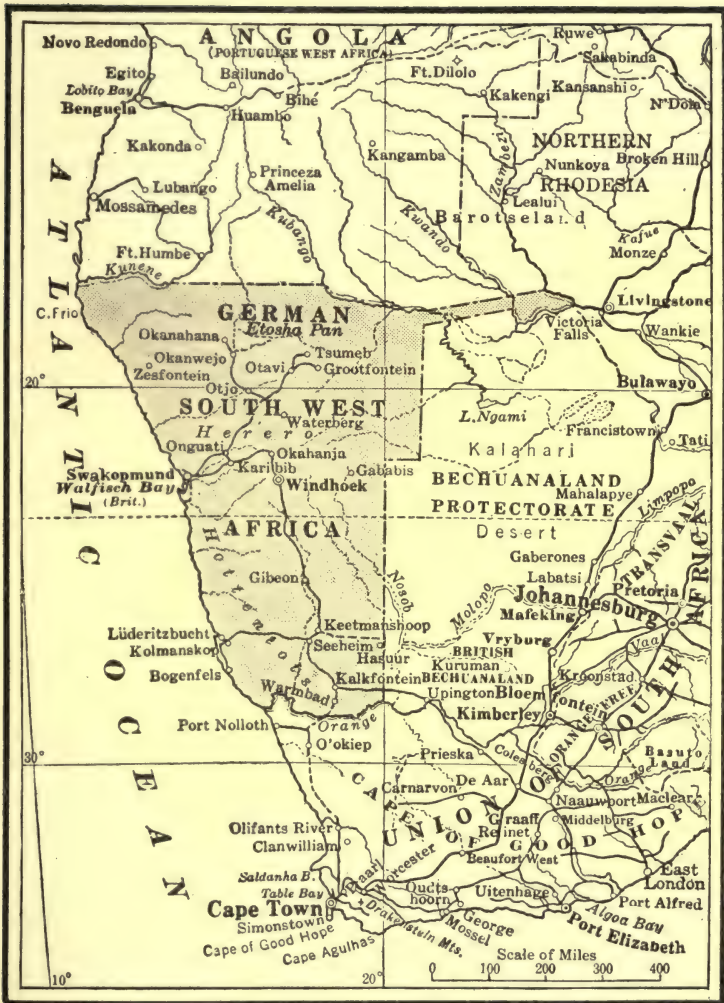 ANGOLA
(PORTUGUESE WEST AFRICA)
Novo Redondo
Egito
Lobito Bay
Benguela
Bailundo
Bihé
Huambo
Ft. Dilolo
Ruwe
Sakabinda
Kakengi
Kansanshi
N'Dola
Kakonda
Kangamba
Zambezi
NORTHERN
RHODESIA
Nunkoya
Broken Hill
Lubango
Princeza
Amelia
Mossamedes
Lealui
Barotseland
Kubango
Kwando
Kafue
Monze
Ft. Humbe
Kunene
C. Frio
GERMAN
Etosha Pan
Livingstone
Victoria
Falls
Wankie
Okanahana
Okanwejo
Zesfontein
Tsumeb
Otavi
Grootfontein
20°
Otjo
Bulawayo
SOUTH WEST
Waterberg
Herero
L. Ngami
Francistown
Tati
Kalahari
Onguati
Okahanja
Karibib
Gababis
Swakopmund
Walfisch Bay
(Brit.)
Windhoek
BECHUANALAND
Mahalapye
PROTECTORATE
Limpopo
AFRICA
Desert
TRANSVAAL
Gaberones
Hottentots
Gibeon
Nosob
Molopo
Labatsi
Pretoria
Johannesburg
Mafeking
Keetmanshoop
Lüderitzbucht
Kolmanskop
Seeheim
Hasuur
Vryburg
BRITISH
Kuruman
BECHUANALAND
Vaal
Bogenfels
Kalkfontein
Warmbad
Upington
Kroonstad
Bloem
fontein
Kimberley
ORANGE FREE
Port Nolloth
Orange
O'okiep
Prieska
Colesberg
Orange
Basuto
Land
De Aar
Carnarvon
Naauwport
Maclear
Middelburg
30°
CAPE OF GOOD HOPE
UNION OF SOUTH AFRICA
Graaff
Reinet
Olifants River
Clanwilliam
Beaufort West
Worcester
Paarl
East
London
Saldanha B.
Table Bay
Cape Town
Simonstown
Cape of Good Hope
Cape Agulhas
Drakenstuin Mts.
Oudts
hoorn
George
Mossel
Uitenhage
Port Alfred
Algoa Bay
Port Elizabeth
ATLANTIC
OCEAN
10°
20°
Scale of Miles
0 100 200 300 400